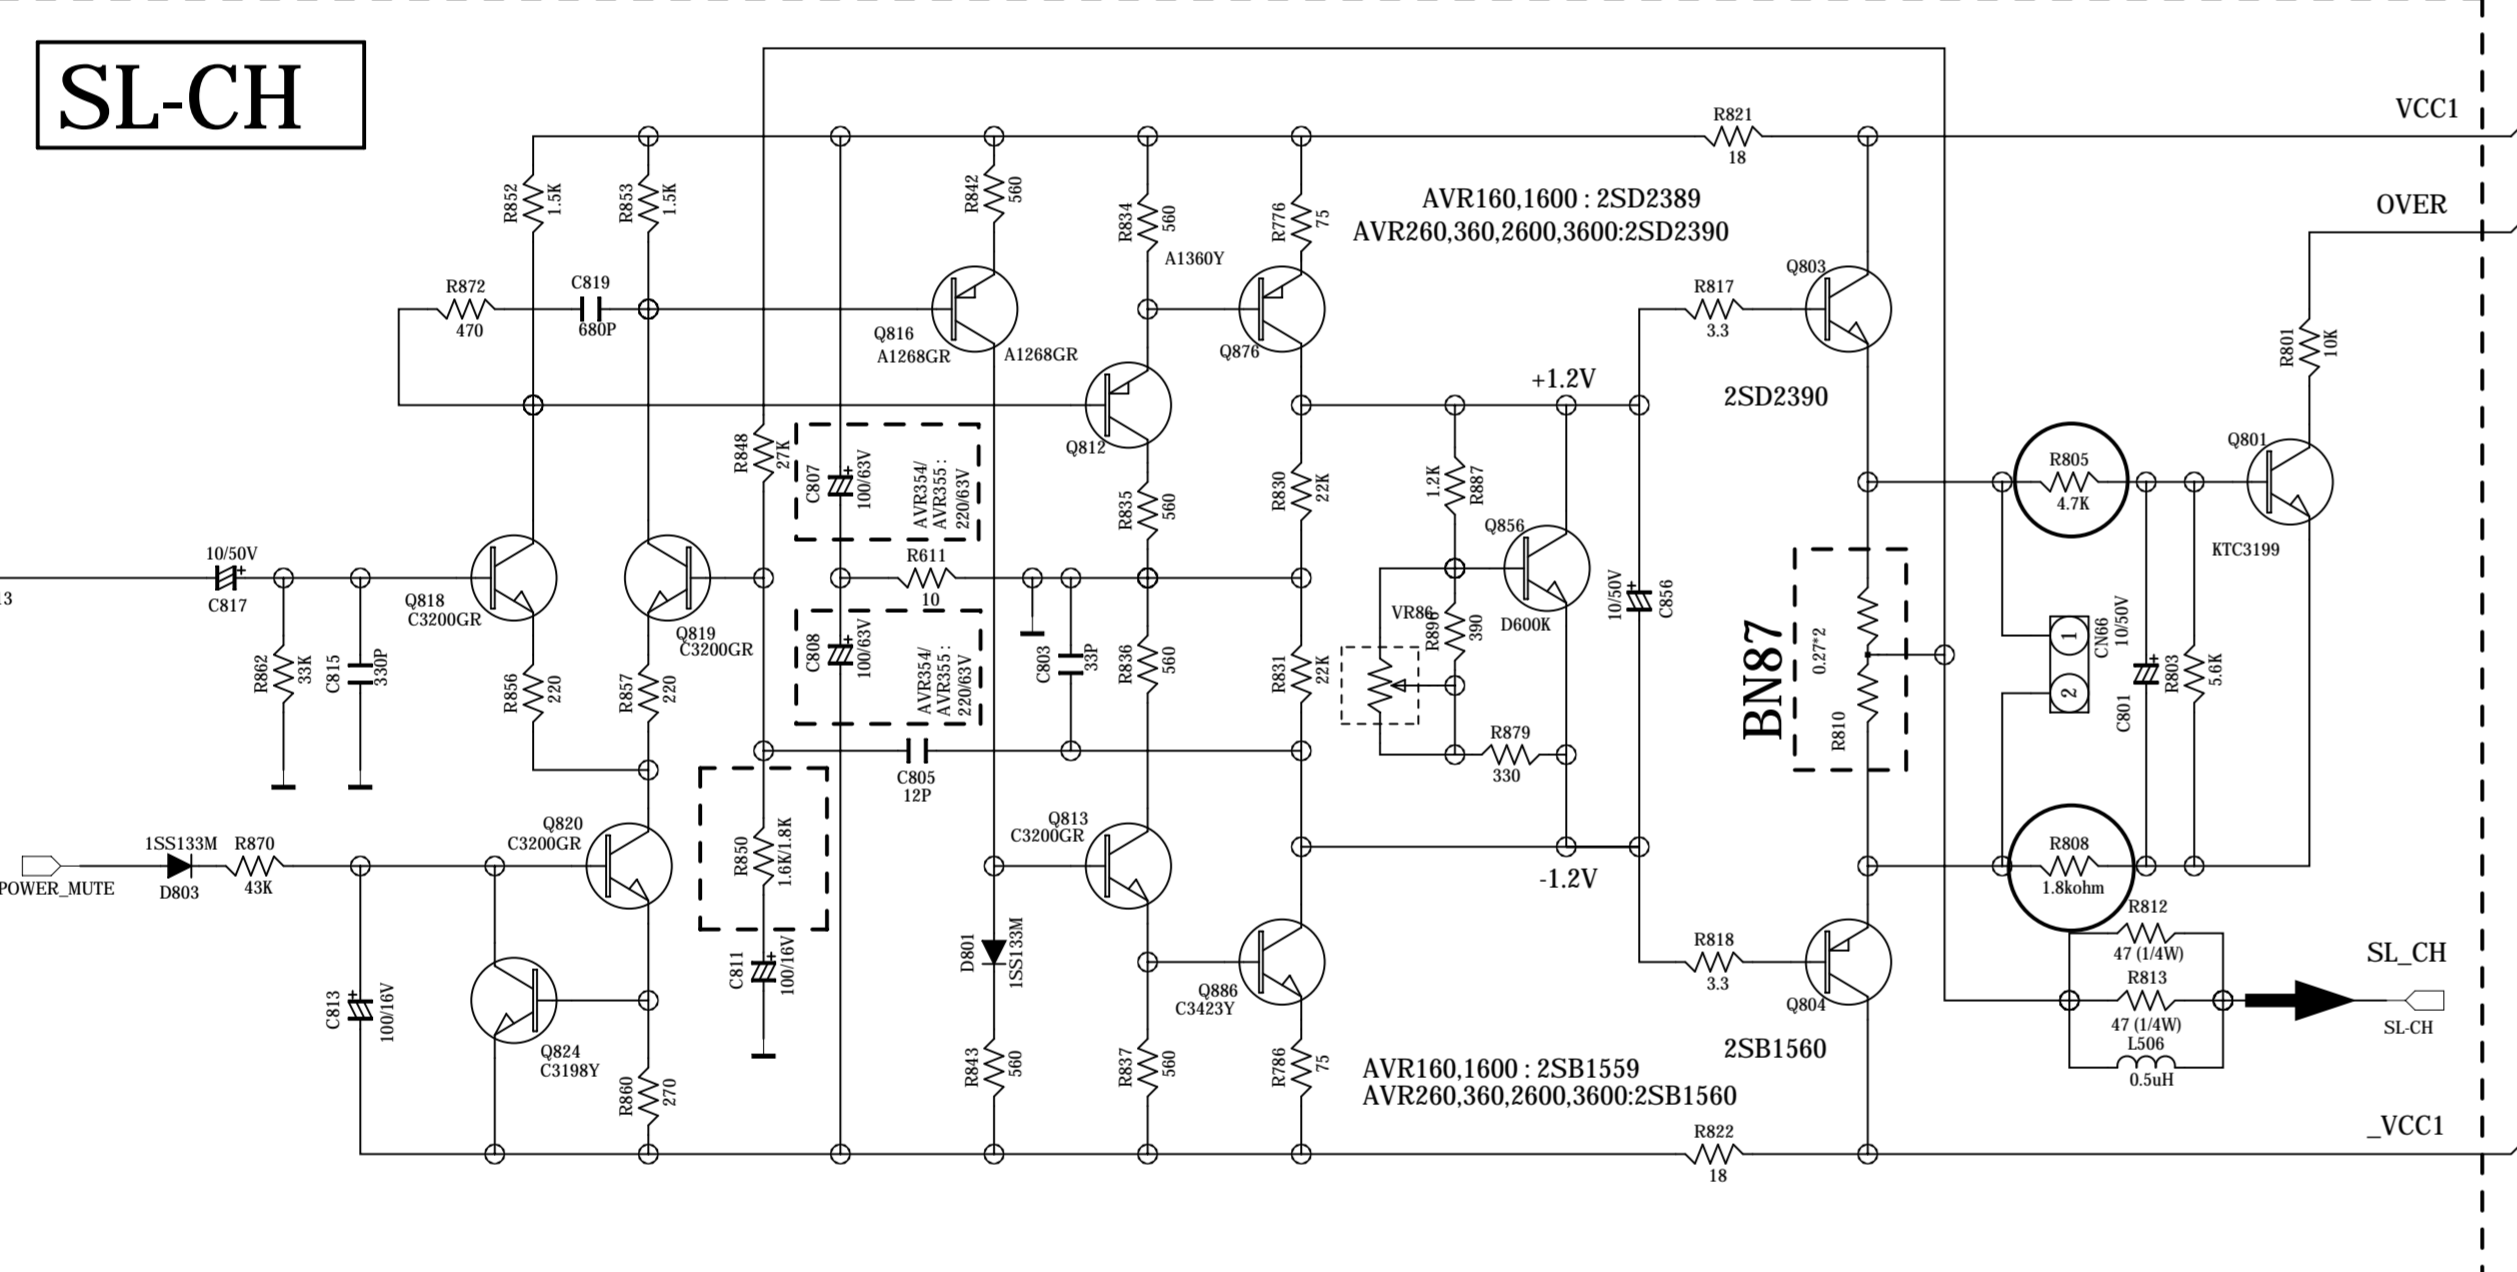 SL-CH
VCC1
OVER
R821
18
R852
1.5K
R853
1.5K
R842
560
R834
560
R776
75
AVR160,1600 : 2SD2389
AVR260,360,2600,3600:2SD2390
A1360Y
R872
470
C819
680P
Q816
A1268GR
A1268GR
Q876
Q812
+1.2V
R817
3.3
Q803
2SD2390
R801
10K
Q801
KTC3199
R805
4.7K
R848
27K
C807
100/63V
AVR354/
AVR355 :
220/63V
R835
560
R830
22K
1.2K
R887
Q856
D600K
10/50V
C856
10/50V
C817
Q818
C3200GR
Q819
C3200GR
R611
10
R862
33K
C815
330P
R856
220
R857
220
C808
100/63V
AVR354/
AVR355 :
220/63V
C803
33P
R836
560
R831
22K
VR86
390
R879
330
BN87
0.27*2
R810
1
2
CN66
10/50V
C801
R803
5.6K
C805
12P
POWER_MUTE
1SS133M
D803
R870
43K
Q820
C3200GR
R850
1.6K/1.8K
Q813
C3200GR
-1.2V
R808
1.8kohm
R812
47 (1/4W)
R813
47 (1/4W)
L506
0.5uH
SL_CH
SL-CH
C813
100/16V
Q824
C3198Y
R860
270
C811
100/16V
D801
1SS133M
R843
560
R837
560
Q886
C3423Y
R786
75
R818
3.3
Q804
2SB1560
AVR160,1600 : 2SB1559
AVR260,360,2600,3600:2SB1560
R822
18
_VCC1